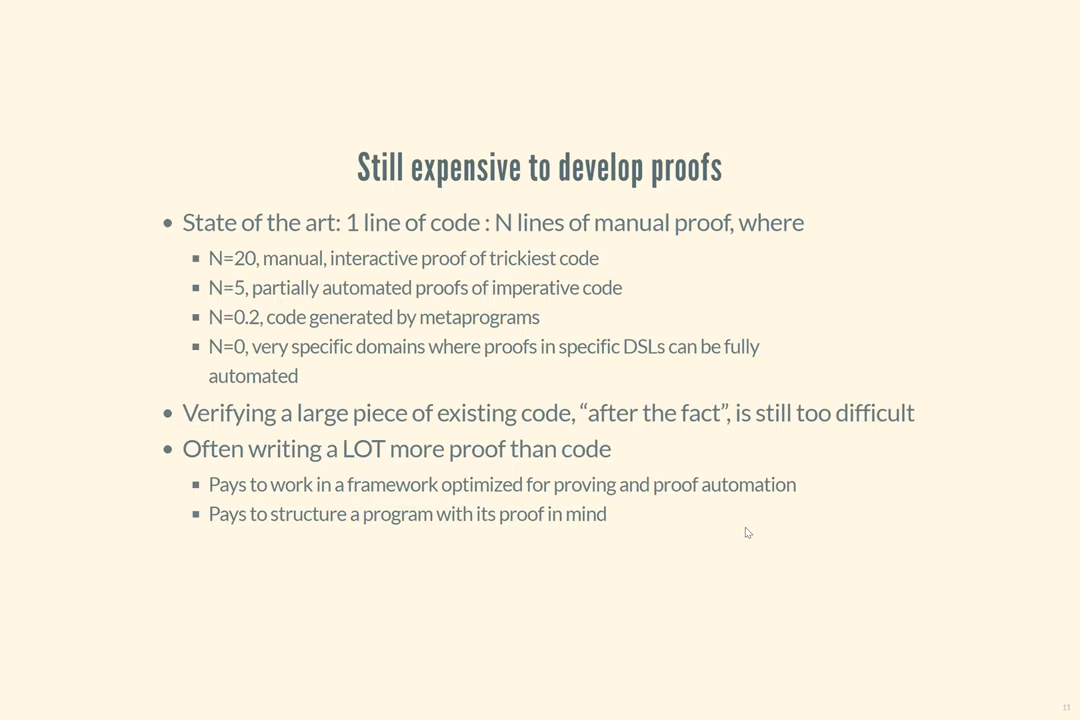 Still expensive to develop proofs
• State of the art: 1 line of code : N lines of manual proof, where
▪ N=20, manual, interactive proof of trickiest code
▪ N=5, partially automated proofs of imperative code
▪ N=0.2, code generated by metaprograms
▪ N=0, very specific domains where proofs in specific DSLs can be fully
automated
• Verifying a large piece of existing code, “after the fact”, is still too difficult
• Often writing a LOT more proof than code
▪ Pays to work in a framework optimized for proving and proof automation
▪ Pays to structure a program with its proof in mind
11